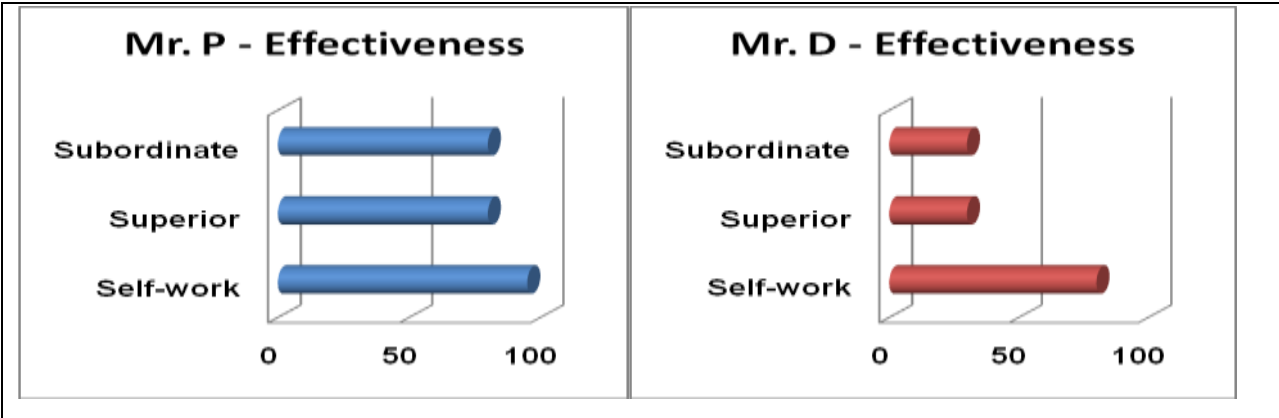 Mr. P - Effectiveness
Subordinate
Superior
Self-work
0 50 100
Mr. D - Effectiveness
Subordinate
Superior
Self-work
0 50 100